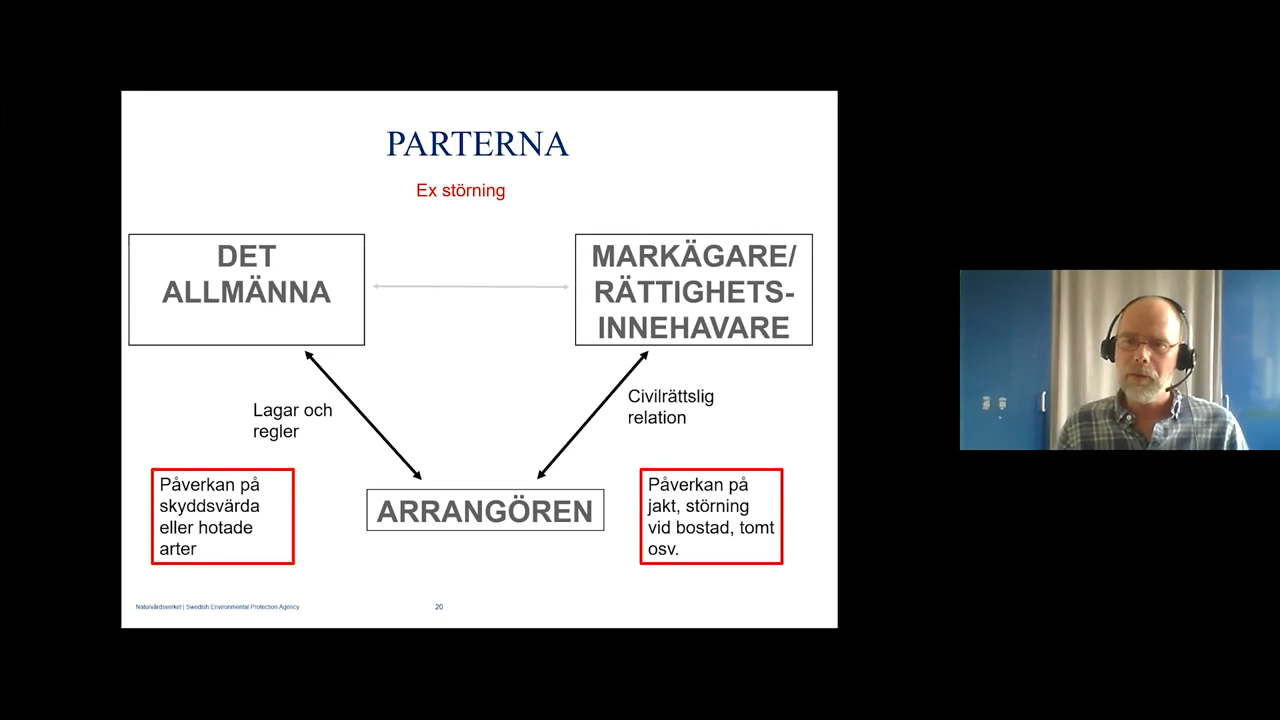 PARTERNA
Ex störning
DET
ALLMÄNNA
MARKÄGARE/
RÄTTIGHETS-
INNEHAVARE
Lagar och
regler
Civilrättslig
relation
Påverkan på
skyddsvärda
eller hotade
arter
ARRANGÖREN
Påverkan på
jakt, störning
vid bostad, tomt
osv.
Naturvårdsverket | Swedish Environmental Protection Agency
20